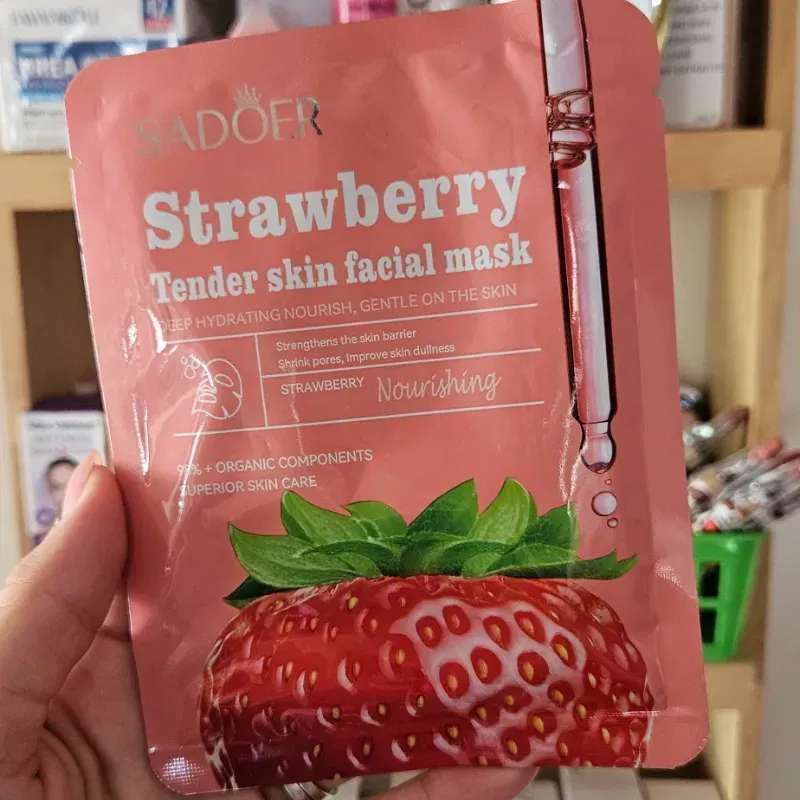 SADOER
Strawberry
Tender skin facial mask
DEEP HYDRATING NOURISH, GENTLE ON THE SKIN
Strengthens the skin barrier
Shrink pores, Improve skin dullness
STRAWBERRY Nourishing
98% + ORGANIC COMPONENTS
SUPERIOR SKIN CARE